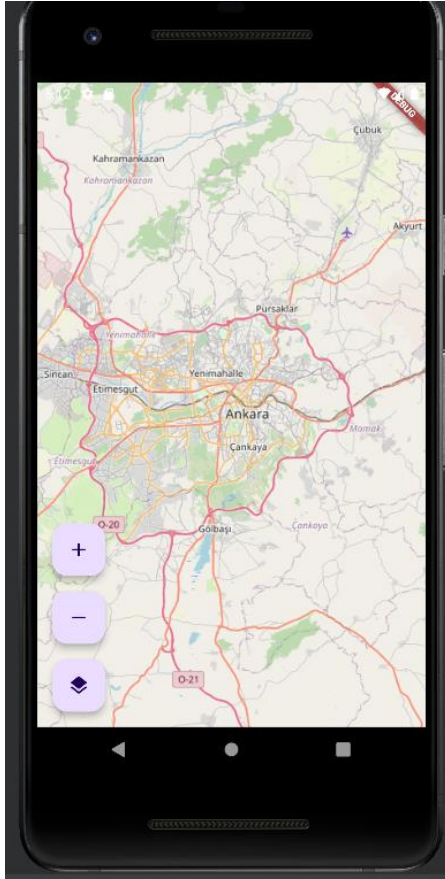 DEBUG
Çubuk
Kahramankazan
Kahramankazan
Akyurt
Pursaklar
Yenimahalle
Sincan
Yenimahalle
Etimesgut
Ankara
Mamak
Çankaya
Etimesgut
O-20
Gölbaşı
Çankaya
+
−
O-21